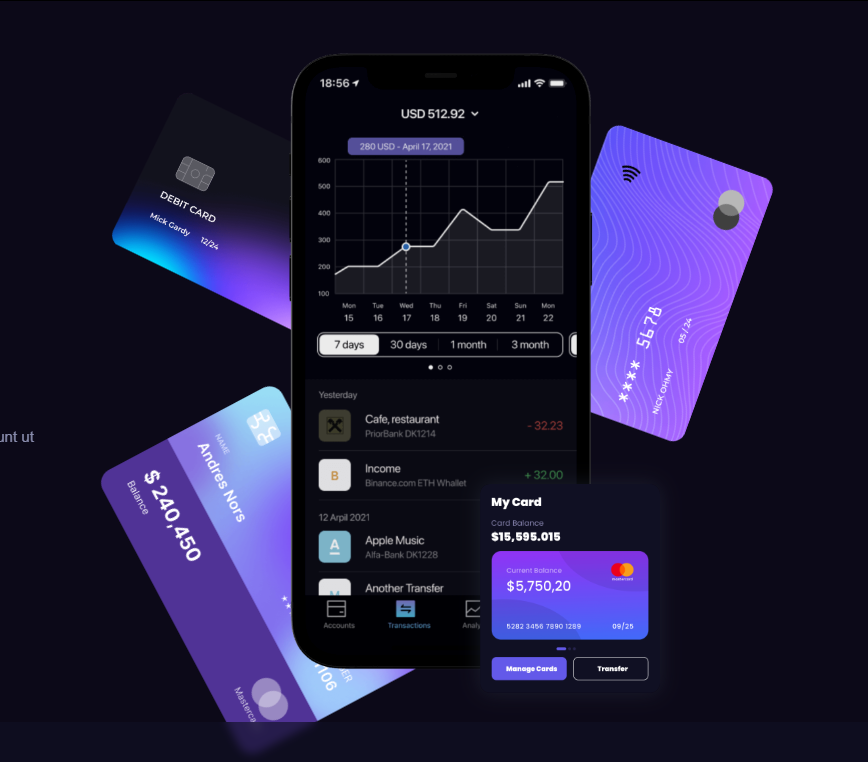 18:56
USD 512.92
280 USD - April 17, 2021
600
500
400
300
200
100
Mon Tue Wed Thu Fri Sat Sun Mon
15 16 17 18 19 20 21 22
7 days 30 days 1 month 3 month
Yesterday
Cafe, restaurant - 32.23
PriorBank DK1214
Income + 32.00
Binance.com ETH Whallet
12 Arpil 2021
Apple Music
Alfa-Bank DK1228
Another Transfer
Accounts Transactions Analy
My Card
Card Balance
$15,595.015
Current Balance
$5,750,20
5282 3456 7890 1289 09/25
Manage Cards Transfer
DEBIT CARD
Mick Gardy 12/24
**** 5678
05 / 24
NICK OHMY
NAME
Andres Nors
$ 240,450
Balance
**
106
Masterca
unt ut